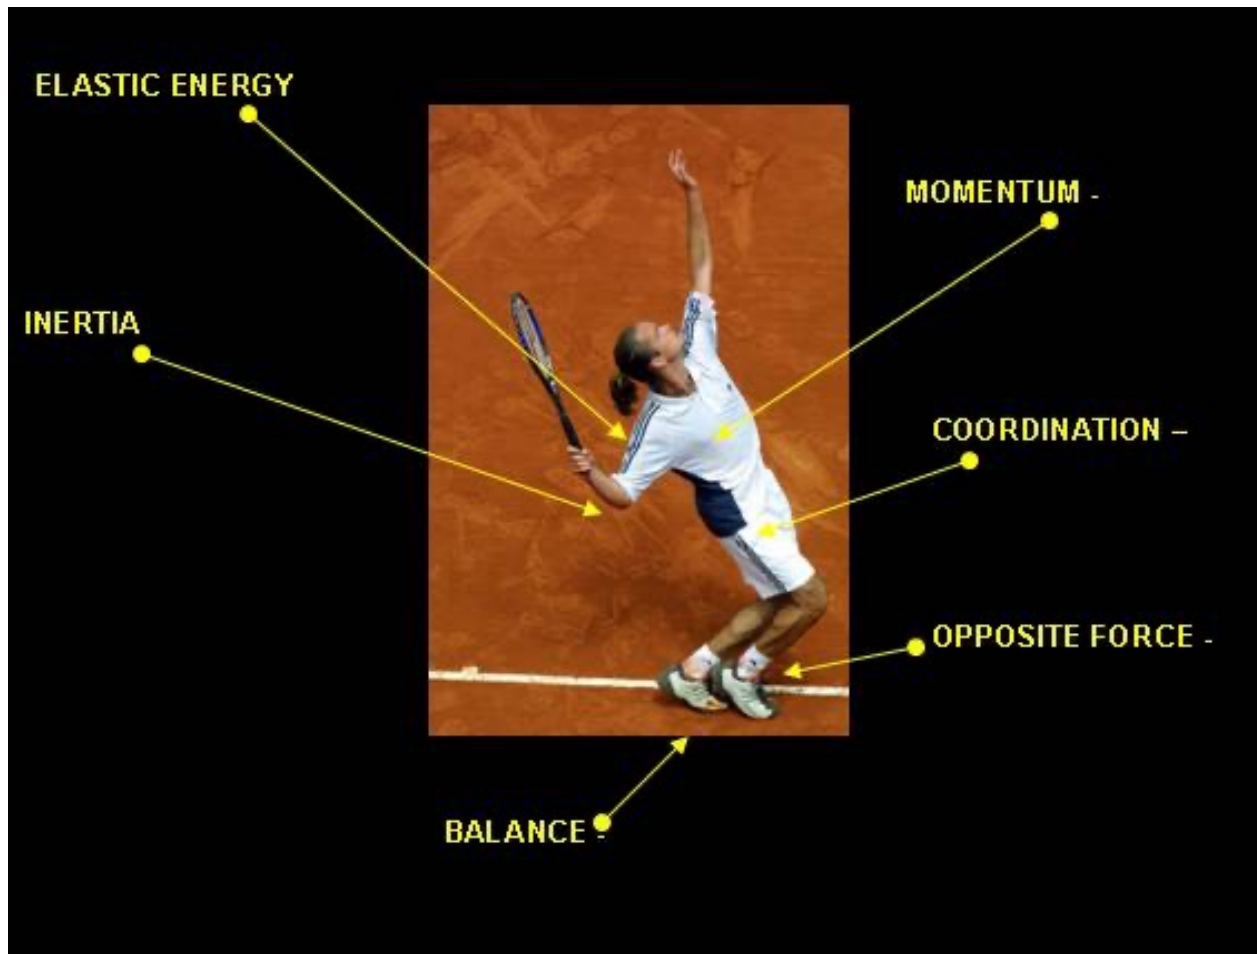 ELASTIC ENERGY
MOMENTUM -
INERTIA
COORDINATION –
OPPOSITE FORCE -
BALANCE -